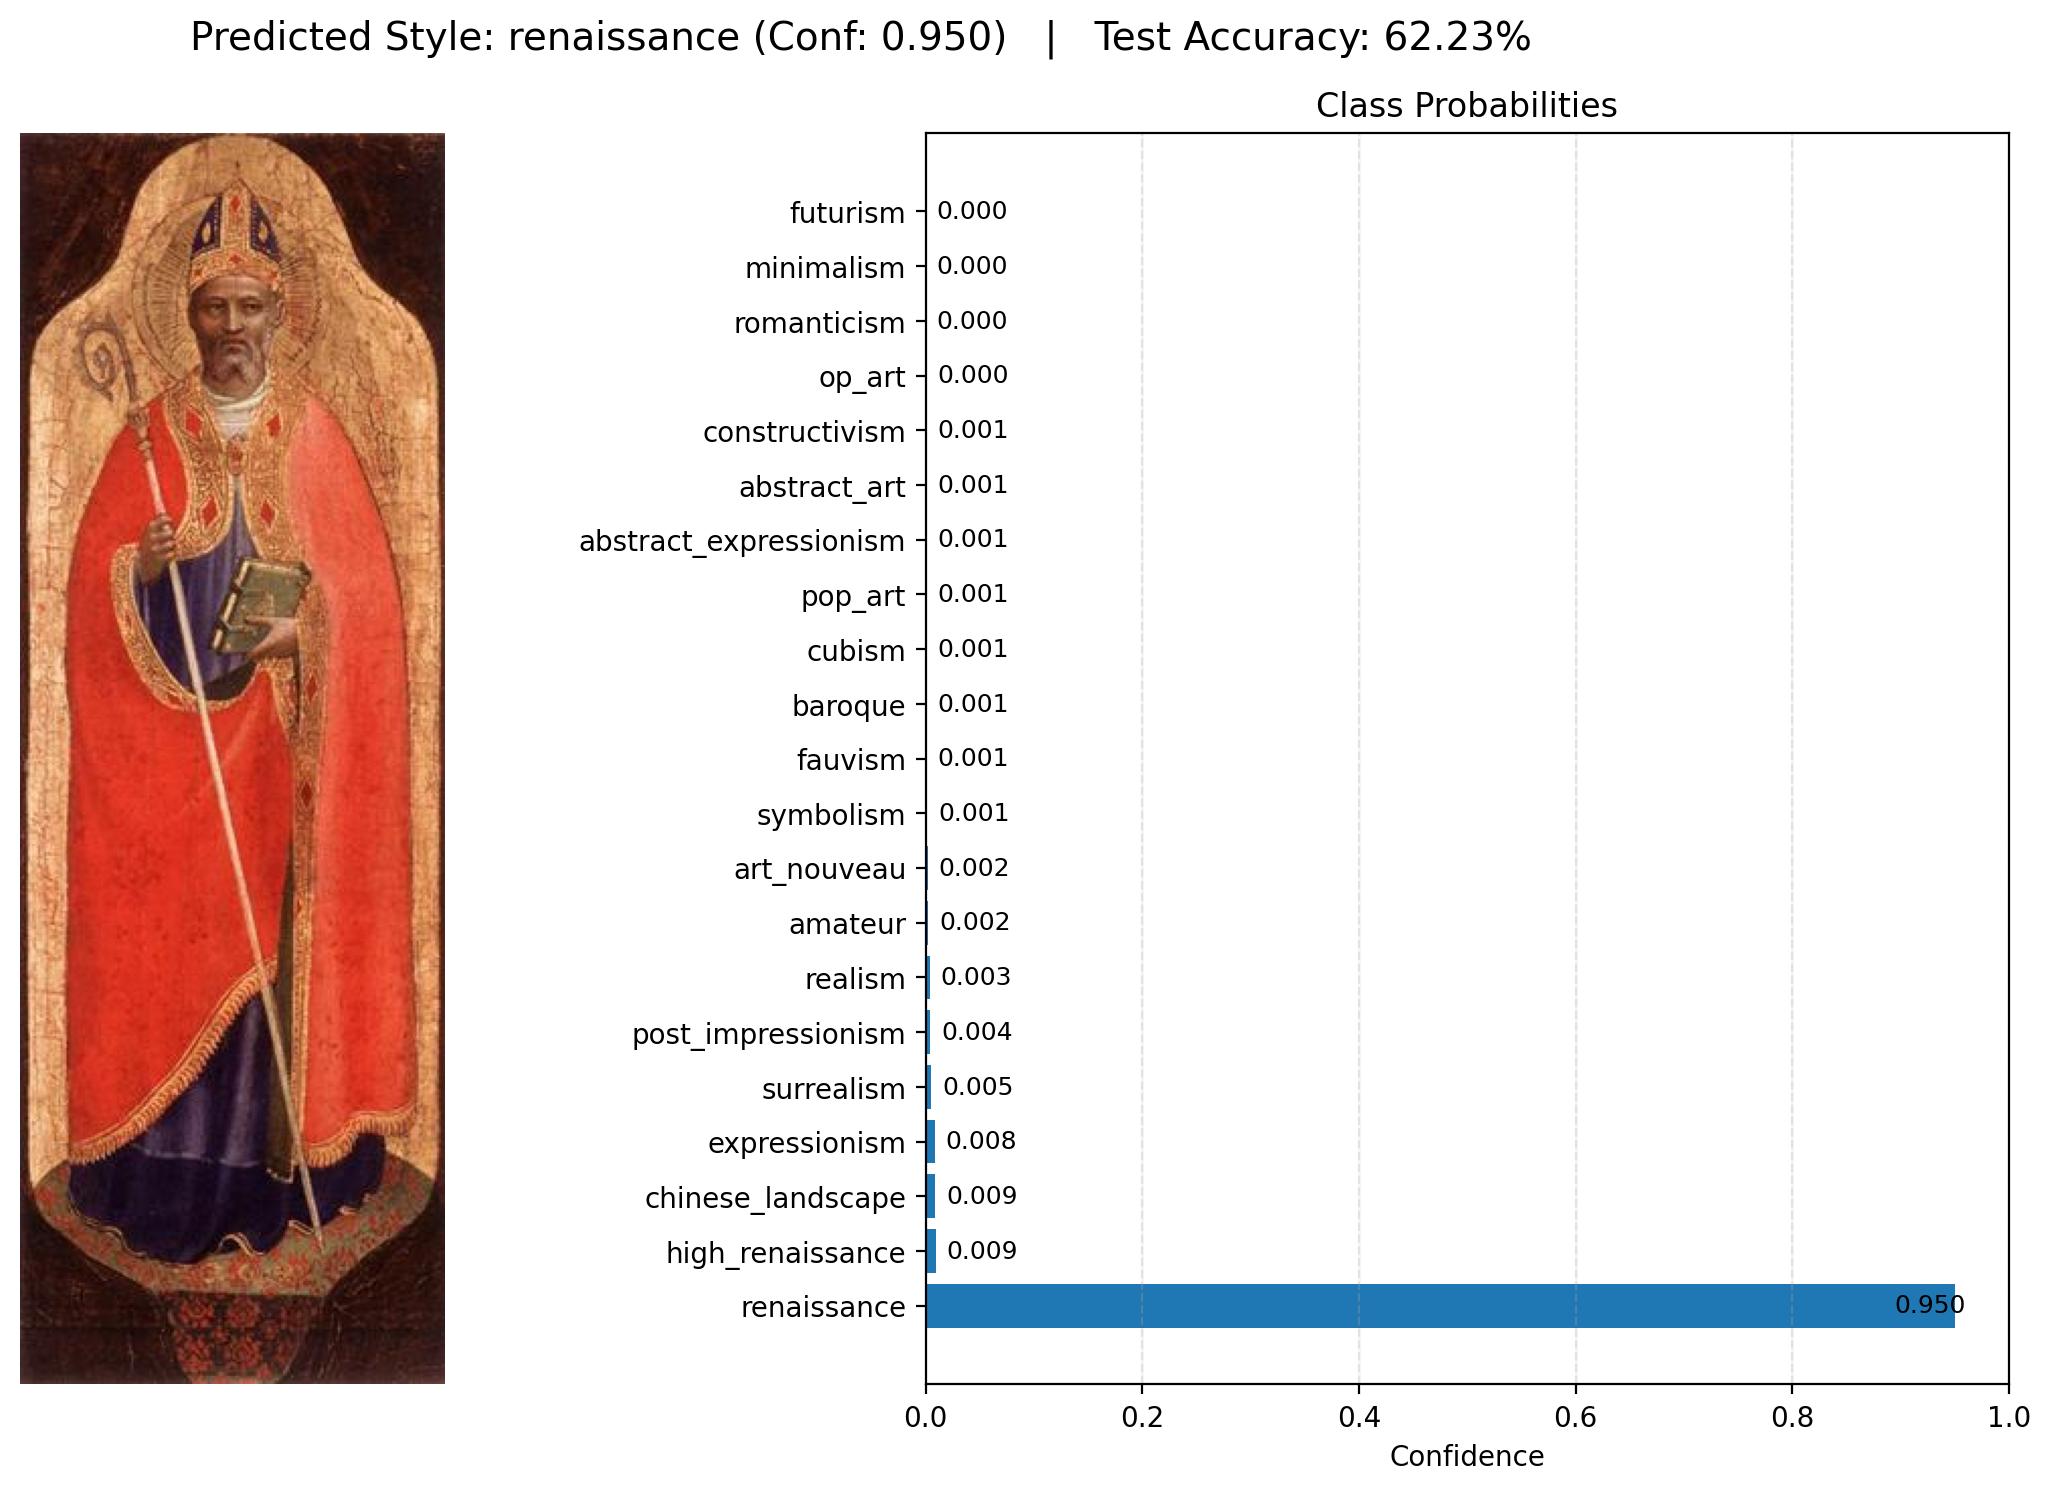 Predicted Style: renaissance (Conf: 0.950)   |   Test Accuracy: 62.23%
Class Probabilities
futurism 0.000
minimalism 0.000
romanticism 0.000
op_art 0.000
constructivism 0.001
abstract_art 0.001
abstract_expressionism 0.001
pop_art 0.001
cubism 0.001
baroque 0.001
fauvism 0.001
symbolism 0.001
art_nouveau 0.002
amateur 0.002
realism 0.003
post_impressionism 0.004
surrealism 0.005
expressionism 0.008
chinese_landscape 0.009
high_renaissance 0.009
renaissance 0.950
0.0 0.2 0.4 0.6 0.8 1.0
Confidence